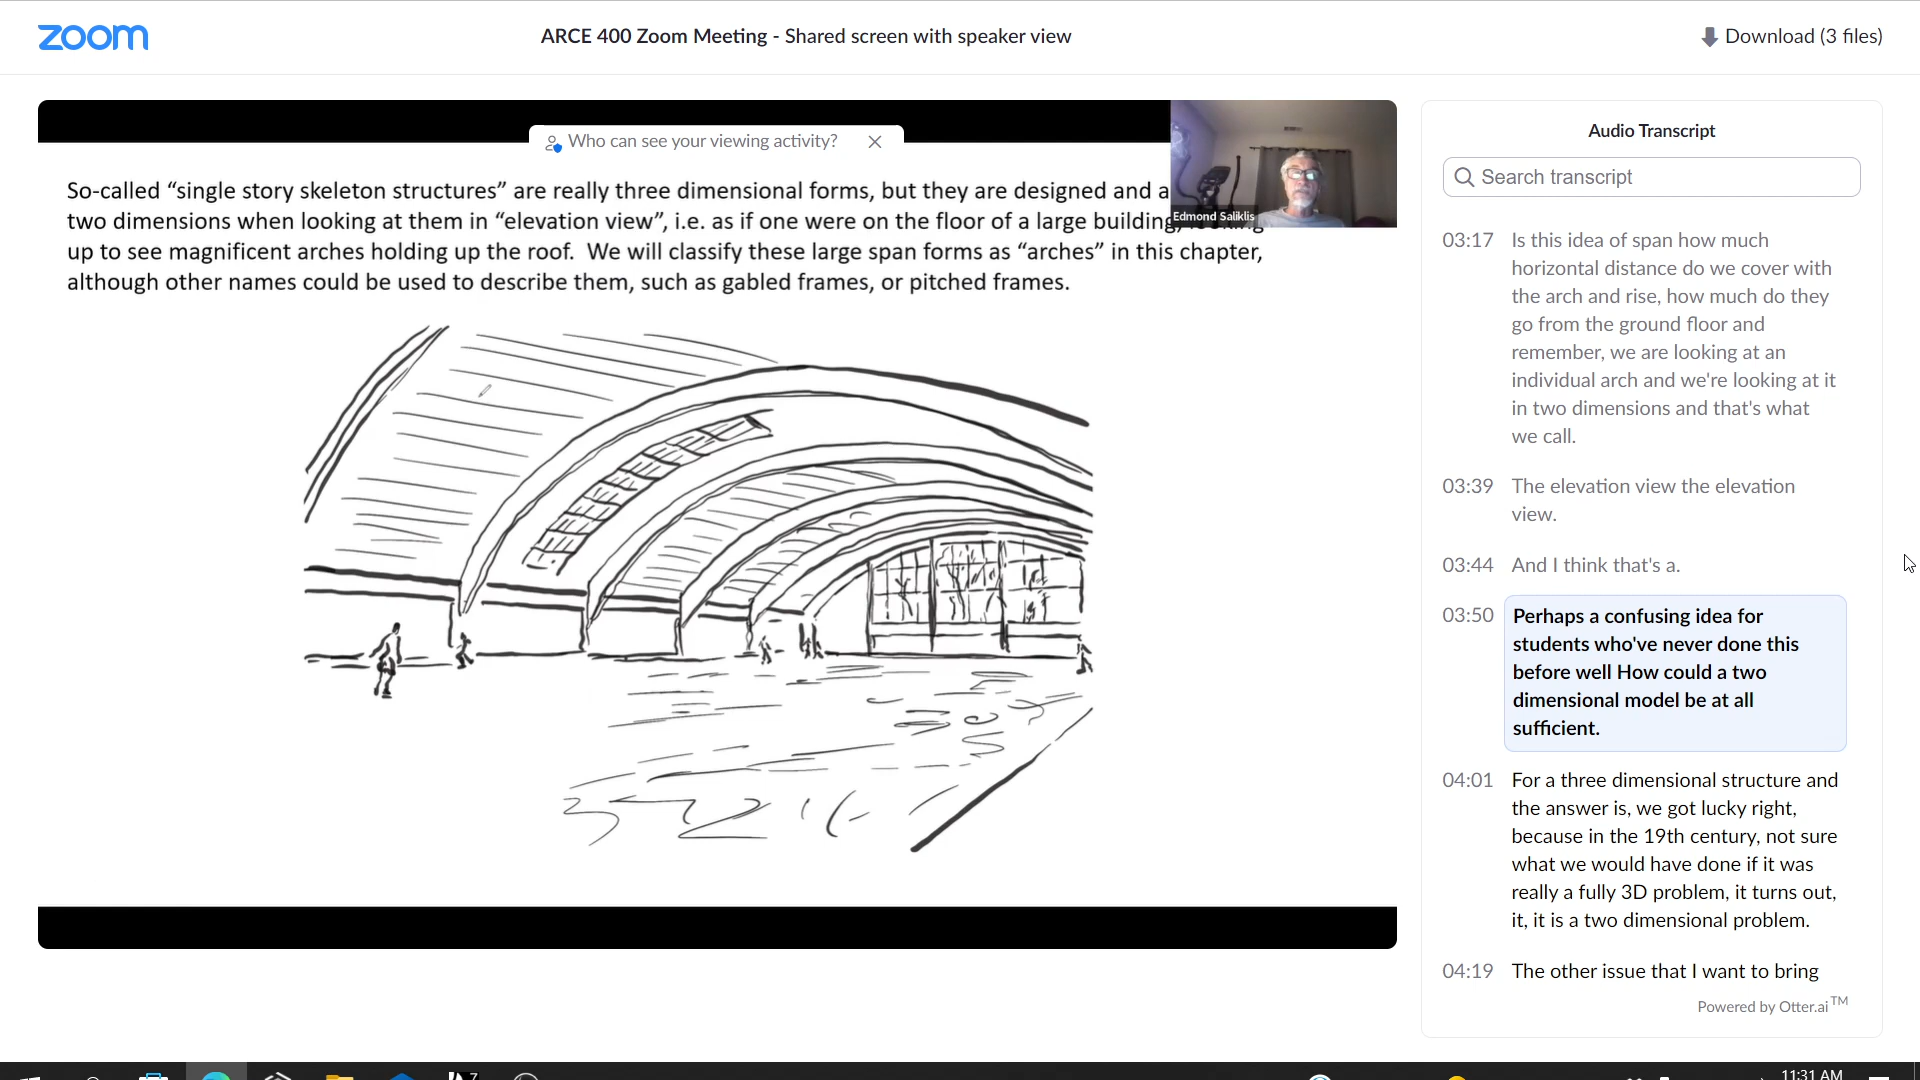 zoom
ARCE 400 Zoom Meeting - Shared screen with speaker view
Download (3 files)
Who can see your viewing activity?
So-called “single story skeleton structures” are really three dimensional forms, but they are designed and a
two dimensions when looking at them in “elevation view”, i.e. as if one were on the floor of a large building,
up to see magnificent arches holding up the roof. We will classify these large span forms as “arches” in this chapter,
although other names could be used to describe them, such as gabled frames, or pitched frames.
Edmond Saliklis
Audio Transcript
Search transcript
03:17 Is this idea of span how much
horizontal distance do we cover with
the arch and rise, how much do they
go from the ground floor and
remember, we are looking at an
individual arch and we're looking at it
in two dimensions and that's what
we call.
03:39 The elevation view the elevation
view.
03:44 And I think that's a.
03:50 Perhaps a confusing idea for
students who've never done this
before well How could a two
dimensional model be at all
sufficient.
04:01 For a three dimensional structure and
the answer is, we got lucky right,
because in the 19th century, not sure
what we would have done if it was
really a fully 3D problem, it turns out,
it, it is a two dimensional problem.
04:19 The other issue that I want to bring
Powered by Otter.ai TM
11:31 AM